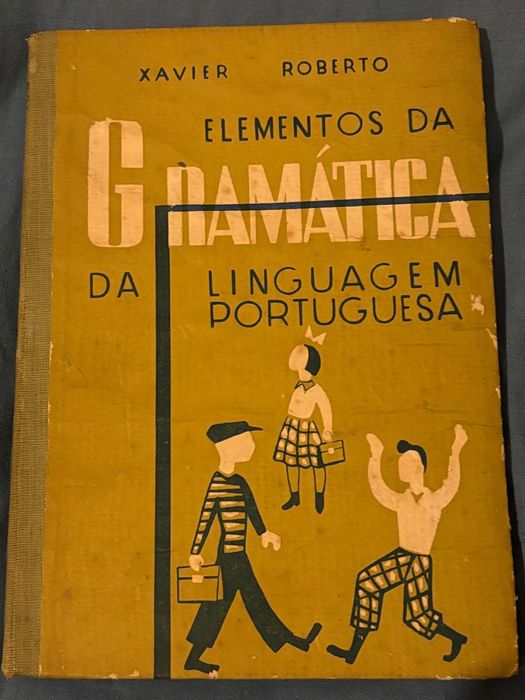 XAVIER ROBERTO
ELEMENTOS DA
GRAMÁTICA
DA LINGUAGEM
PORTUGUESA